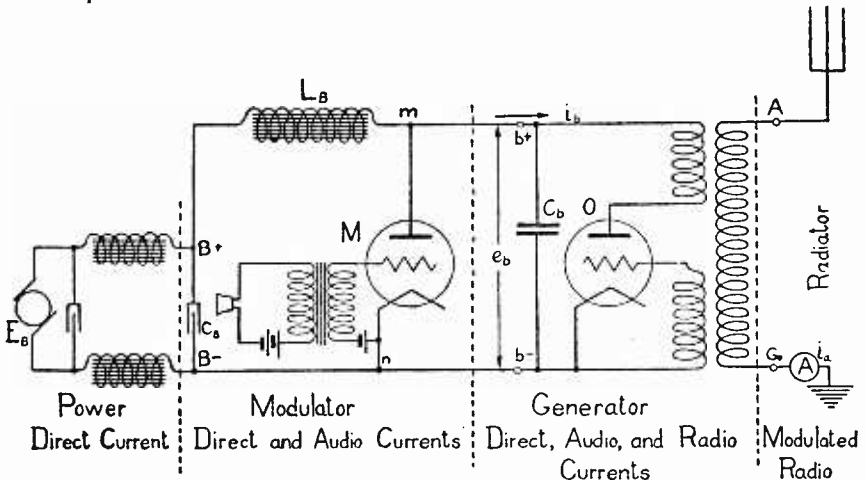 L_B
m
i_b
A
b+
C_b
O
M
e_b
B+
E_B
C_B
B-
n
b-
G
A
i_a
Radiator
Power
Direct Current
Modulator
Direct and Audio Currents
Generator
Direct, Audio, and Radio
Currents
Modulated
Radio